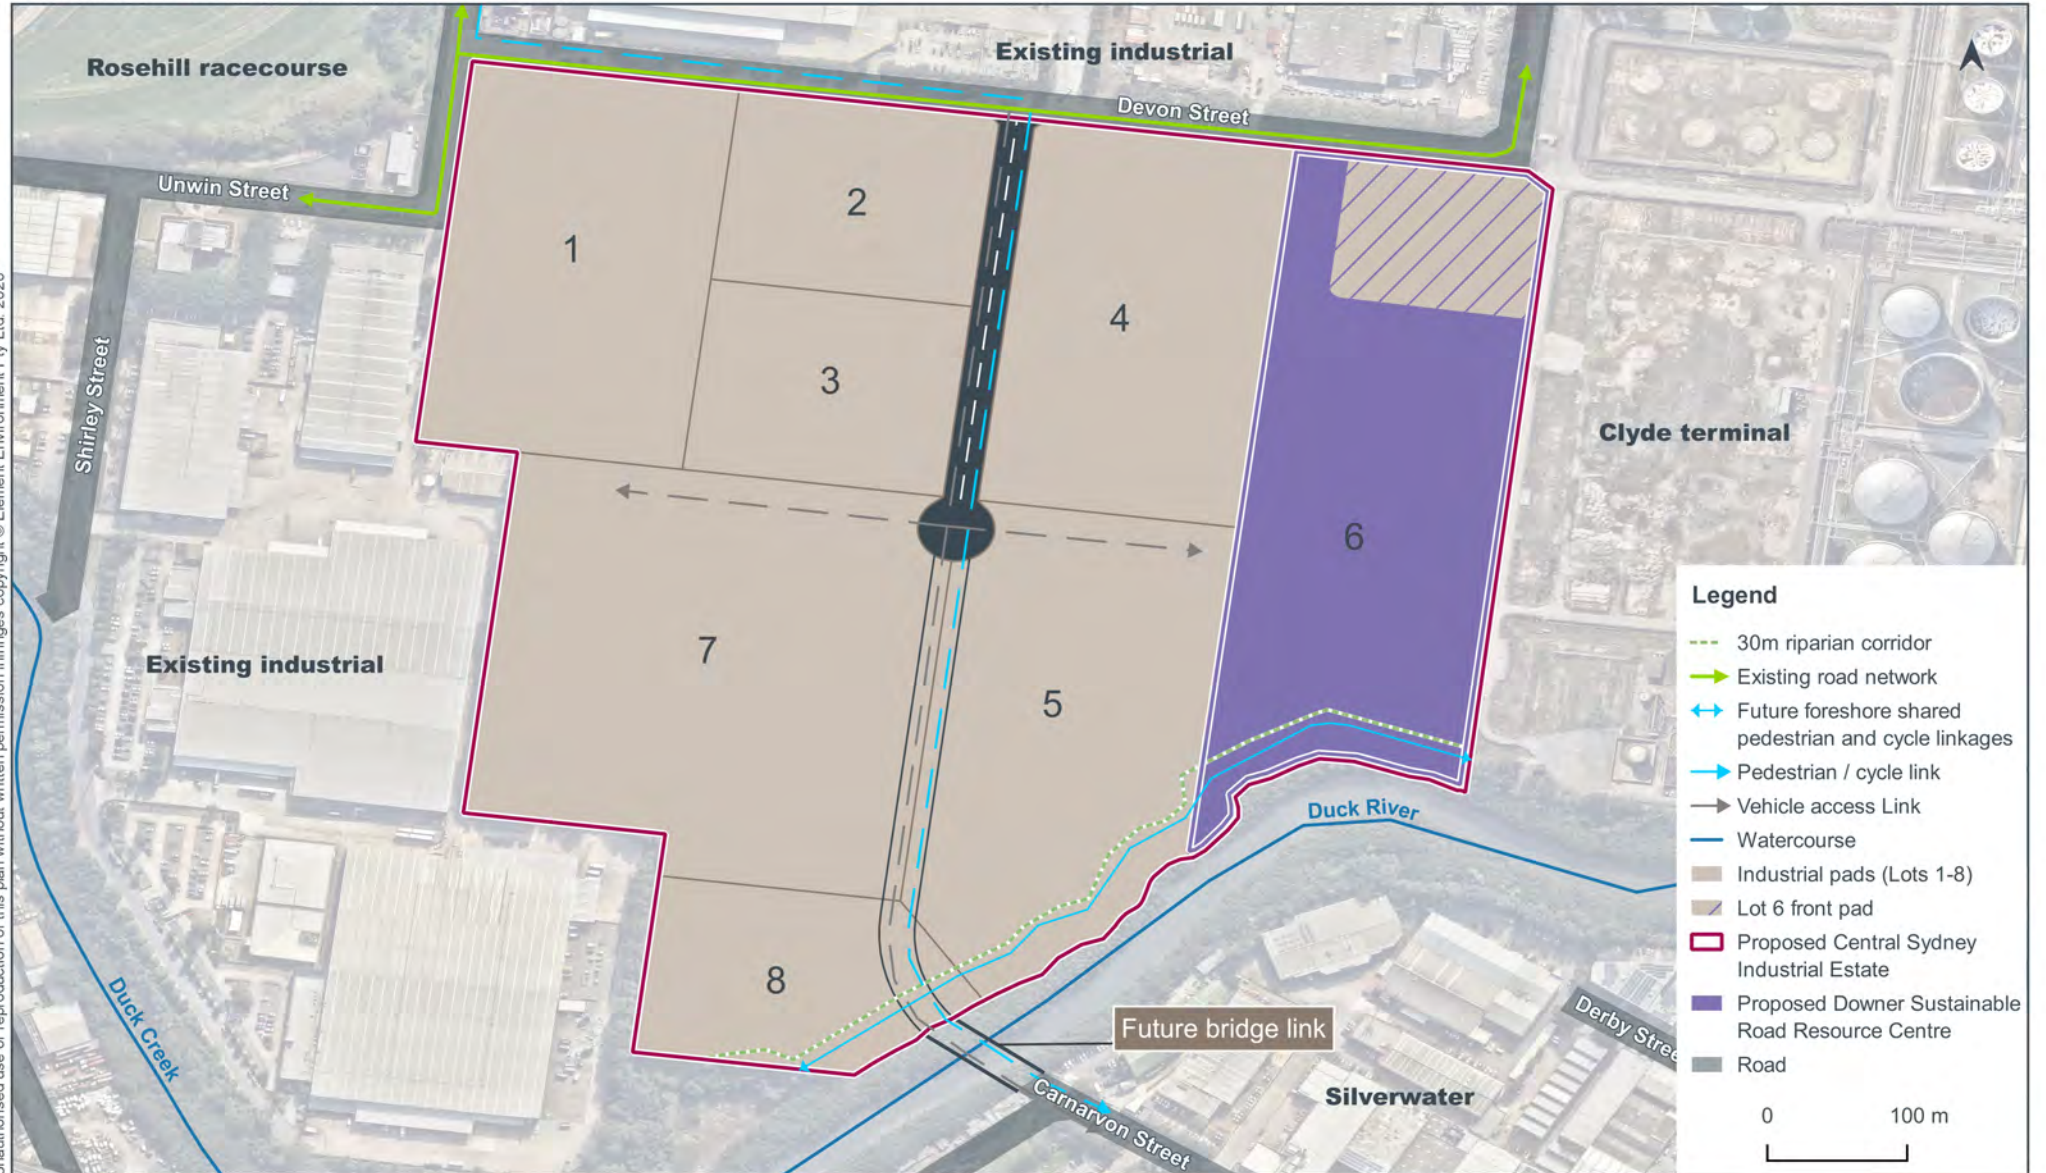 Rosehill racecourse
Existing industrial
Devon Street
Unwin Street
1
2
3
4
Shirley Street
Clyde terminal
6
7
5
Existing industrial
Duck River
8
Duck Creek
Future bridge link
Carnarvon Street
Silverwater
Derby Stree
Legend
30m riparian corridor
Existing road network
Future foreshore shared
pedestrian and cycle linkages
Pedestrian / cycle link
Vehicle access Link
Watercourse
Industrial pads (Lots 1-8)
Lot 6 front pad
Proposed Central Sydney
Industrial Estate
Proposed Downer Sustainable
Road Resource Centre
Road
0 100 m